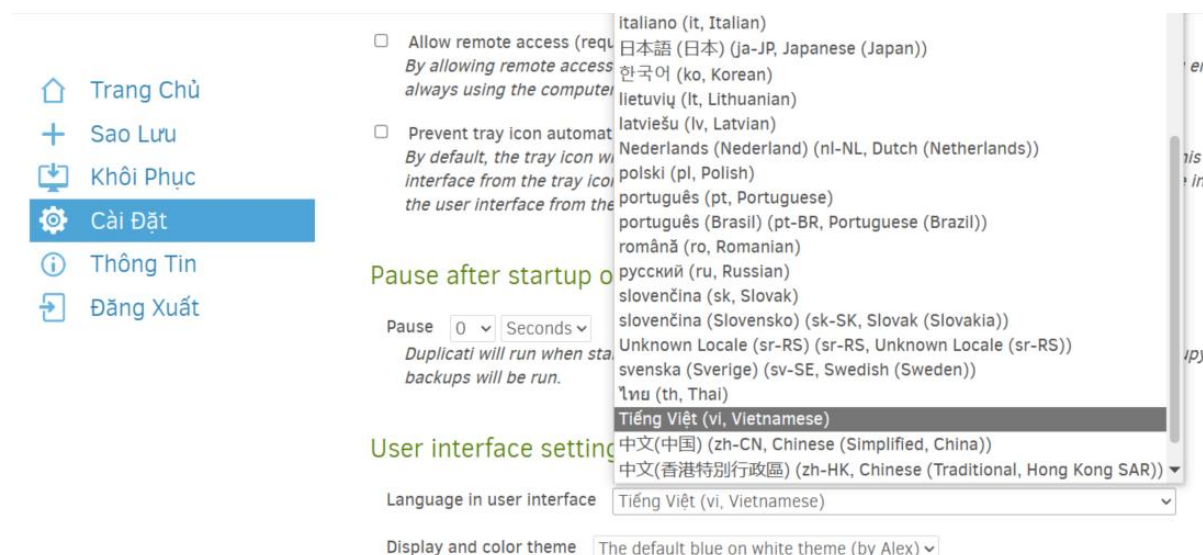 Trang Chủ
Sao Lưu
Khôi Phục
Cài Đặt
Thông Tin
Đăng Xuất
Allow remote access (requ
By allowing remote access
always using the computer
Prevent tray icon automat
By default, the tray icon wi
interface from the tray icon
the user interface from the
Pause after startup o
Pause 0 Seconds
Duplicati will run when sta
backups will be run.
User interface setting
Language in user interface Tiếng Việt (vi, Vietnamese)
Display and color theme The default blue on white theme (by Alex)
italiano (it, Italian)
日本語 (日本) (ja-JP, Japanese (Japan))
한국어 (ko, Korean)
lietuvių (lt, Lithuanian)
latviešu (lv, Latvian)
Nederlands (Nederland) (nl-NL, Dutch (Netherlands))
polski (pl, Polish)
português (pt, Portuguese)
português (Brasil) (pt-BR, Portuguese (Brazil))
română (ro, Romanian)
русский (ru, Russian)
slovenčina (sk, Slovak)
slovenčina (Slovensko) (sk-SK, Slovak (Slovakia))
Unknown Locale (sr-RS) (sr-RS, Unknown Locale (sr-RS))
svenska (Sverige) (sv-SE, Swedish (Sweden))
ไทย (th, Thai)
Tiếng Việt (vi, Vietnamese)
中文(中国) (zh-CN, Chinese (Simplified, China))
中文(香港特別行政區) (zh-HK, Chinese (Traditional, Hong Kong SAR))